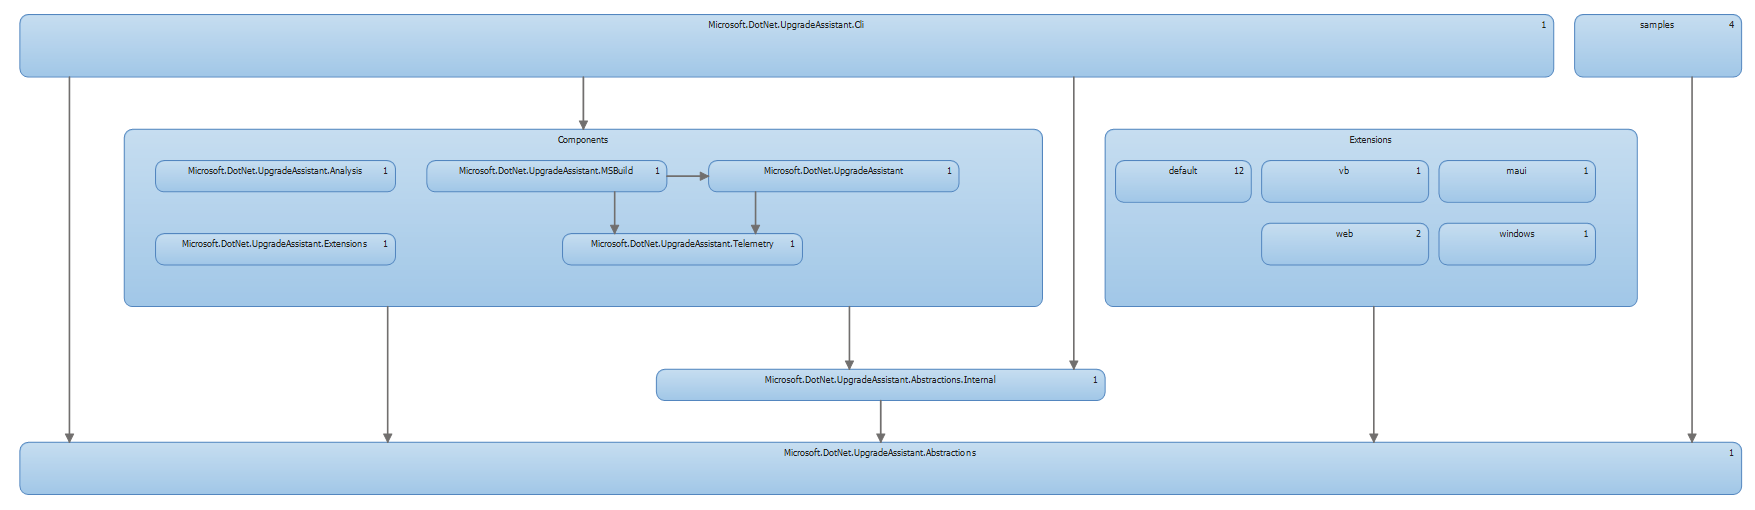 Microsoft.DotNet.UpgradeAssistant.Cli 1
samples 4
Components
Extensions
Microsoft.DotNet.UpgradeAssistant.Analysis 1
Microsoft.DotNet.UpgradeAssistant.MSBuild 1
Microsoft.DotNet.UpgradeAssistant 1
default 12
vb 1
maui 1
Microsoft.DotNet.UpgradeAssistant.Extensions 1
Microsoft.DotNet.UpgradeAssistant.Telemetry 1
web 2
windows 1
Microsoft.DotNet.UpgradeAssistant.Abstractions.Internal 1
Microsoft.DotNet.UpgradeAssistant.Abstractions 1